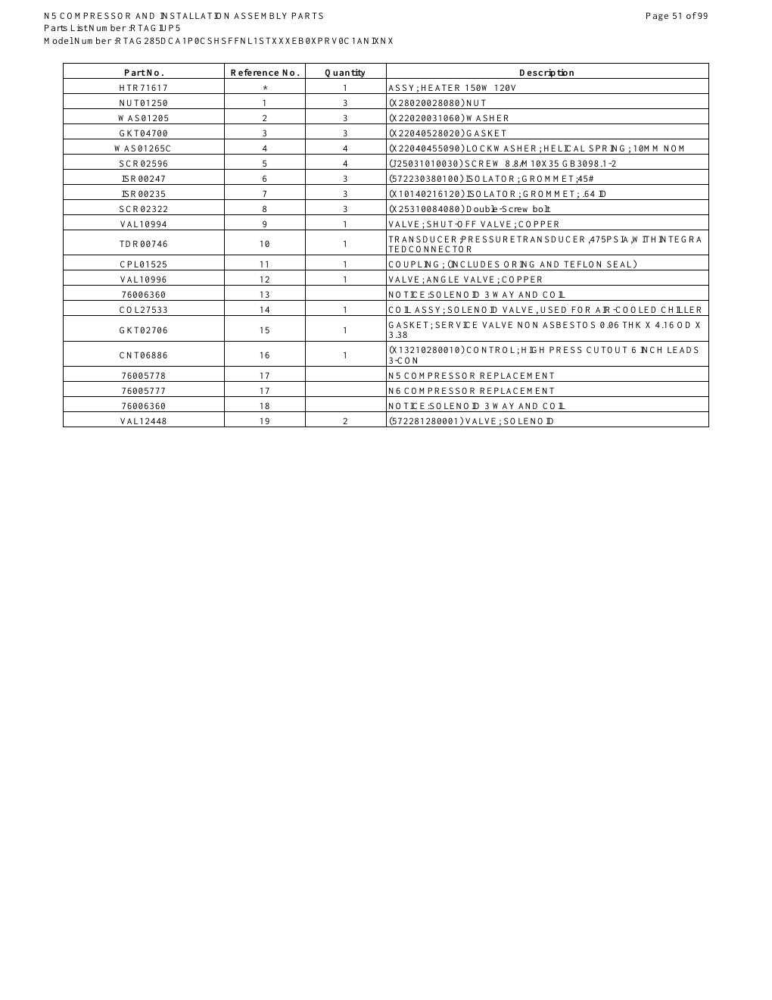 N5 COMPRESSOR AND INSTALLATION ASSEMBLY PARTS Page 51 of 99
Parts List Number:RTAGIUP5
Model Number:RTAG285DCA1P0CSHSFFNL1STXXXEB0XPRV0C1ANIXNX
Part No. Reference No. Quantity Description
HTR71617 * 1 ASSY; HEATER 150W 120V
NUT01250 1 3 (X28020028080) NUT
WAS01205 2 3 (X22020031060) WASHER
GKT04700 3 3 (X22040528020) GASKET
WAS01265C 4 4 (X22040455090) LOCKWASHER; HELICAL SPRING; 10MM NOM
SCR02596 5 4 (J25031010030) SCREW 8.8/M10X35 GB3098.1-2
ISR00247 6 3 (572230380100) ISOLATOR; GROMMET;45#
ISR00235 7 3 (X10140216120) ISOLATOR; GROMMET; .64 ID
SCR02322 8 3 (X25310084080) Double-Screw bolt
VAL10994 9 1 VALVE; SHUT-OFF VALVE; COPPER
TDR00746 10 1 TRANSDUCER;PRESSURETRANSDUCER,475PSIA,WITHINTEGRA
TEDCONNECTOR
CPL01525 11 1 COUPLING; (INCLUDES ORING AND TEFLON SEAL)
VAL10996 12 1 VALVE; ANGLE VALVE; COPPER
76006360 13 NOTICE:SOLENOID 3 WAY AND COIL
COL27533 14 1 COIL ASSY; SOLENOID VALVE, USED FOR AIR-COOLED CHILLER
GKT02706 15 1 GASKET; SERVICE VALVE NON ASBESTOS 0.06 THK X 4.16 OD X
3.38
CNT06886 16 1 (X13210280010) CONTROL; HIGH PRESS CUTOUT 6 INCH LEADS
3-CON
76005778 17 N5 COMPRESSOR REPLACEMENT
76005777 17 N6 COMPRESSOR REPLACEMENT
76006360 18 NOTICE:SOLENOID 3 WAY AND COIL
VAL12448 19 2 (572281280001) VALVE; SOLENOID